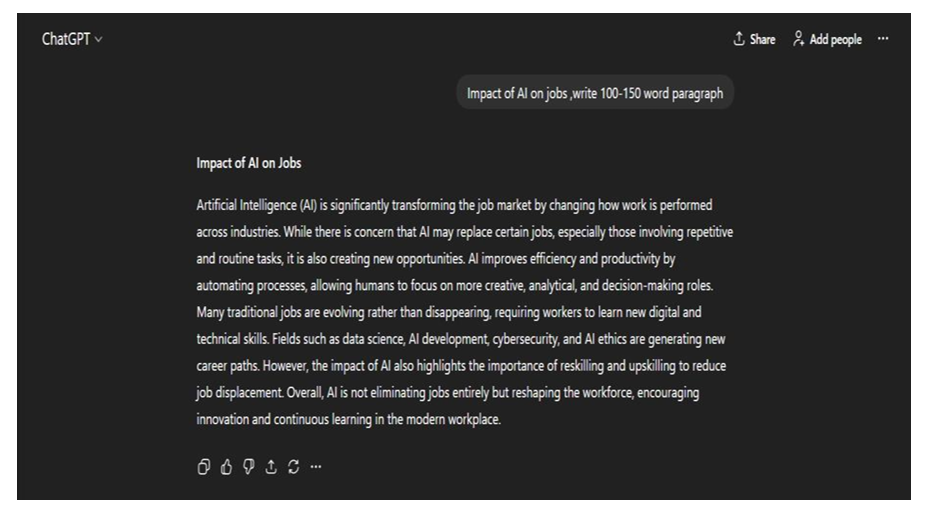 ChatGPT
Share Add people
Impact of AI on jobs ,write 100-150 word paragraph
Impact of AI on Jobs
Artificial Intelligence (AI) is significantly transforming the job market by changing how work is performed
across industries. While there is concern that AI may replace certain jobs, especially those involving repetitive
and routine tasks, it is also creating new opportunities. AI improves efficiency and productivity by
automating processes, allowing humans to focus on more creative, analytical, and decision-making roles.
Many traditional jobs are evolving rather than disappearing, requiring workers to learn new digital and
technical skills. Fields such as data science, AI development, cybersecurity, and AI ethics are generating new
career paths. However, the impact of AI also highlights the importance of reskilling and upskilling to reduce
job displacement. Overall, AI is not eliminating jobs entirely but reshaping the workforce, encouraging
innovation and continuous learning in the modern workplace.